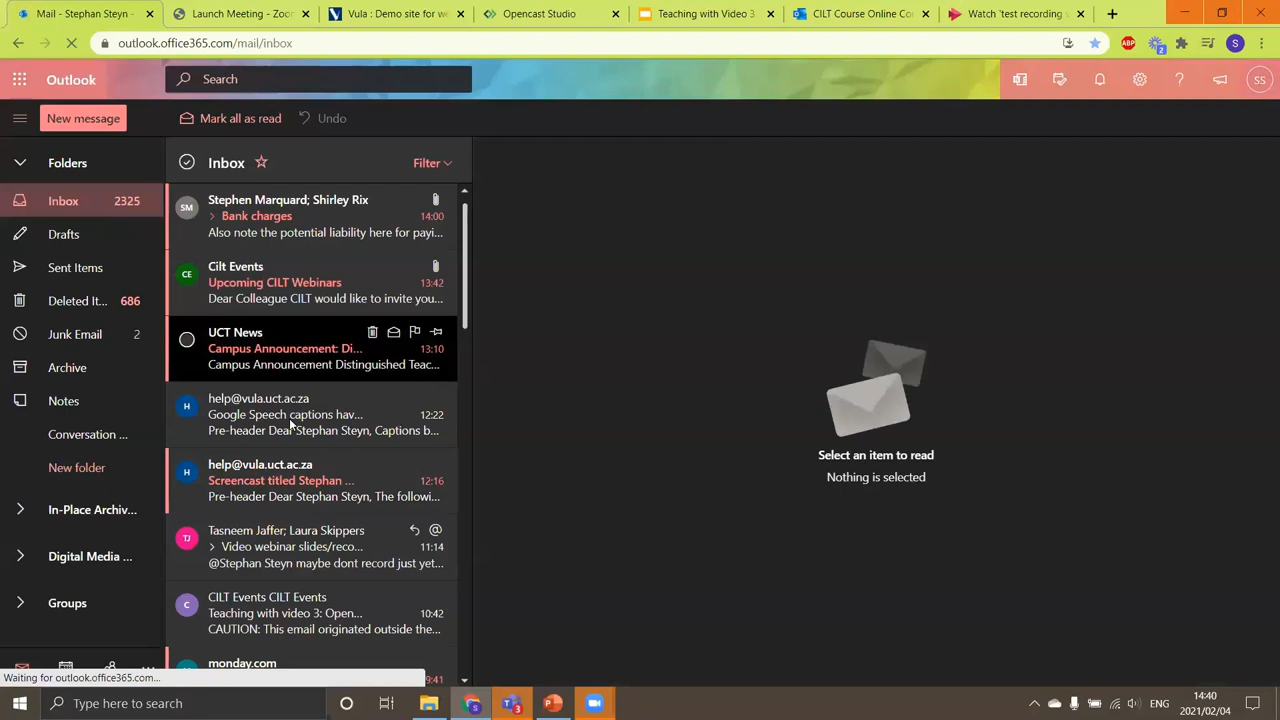 Mail - Stephan Steyn -
Launch Meeting - Zoo
Vula : Demo site for w
Opencast Studio
Teaching with Video 3
CILT Course Online Co
Watch 'test recording
outlook.office365.com/mail/inbox
ABP
2
S
Outlook
Search
SS
New message
Mark all as read
Undo
Folders
Inbox 2325
Drafts
Sent Items
Deleted It... 686
Junk Email 2
Archive
Notes
Conversation ...
New folder
In-Place Archiv...
Digital Media ...
Groups
Inbox
Filter
SM
Stephen Marquard; Shirley Rix
Bank charges 14:00
Also note the potential liability here for payi...
CE
Cilt Events
Upcoming CILT Webinars 13:42
Dear Colleague CILT would like to invite you...
UCT News
Campus Announcement: Di... 13:10
Campus Announcement Distinguished Teac...
H
help@vula.uct.ac.za
Google Speech captions hav... 12:22
Pre-header Dear Stephan Steyn, Captions b...
H
help@vula.uct.ac.za
Screencast titled Stephan ... 12:16
Pre-header Dear Stephan Steyn, The followi...
TJ
Tasneem Jaffer; Laura Skippers
Video webinar slides/reco... 11:14
@Stephan Steyn maybe dont record just yet...
C
CILT Events CILT Events
Teaching with video 3: Open... 10:42
CAUTION: This email originated outside the...
monday.com
9:41
Select an item to read
Nothing is selected
Waiting for outlook.office365.com...
Type here to search
3
ENG
14:40
2021/02/04